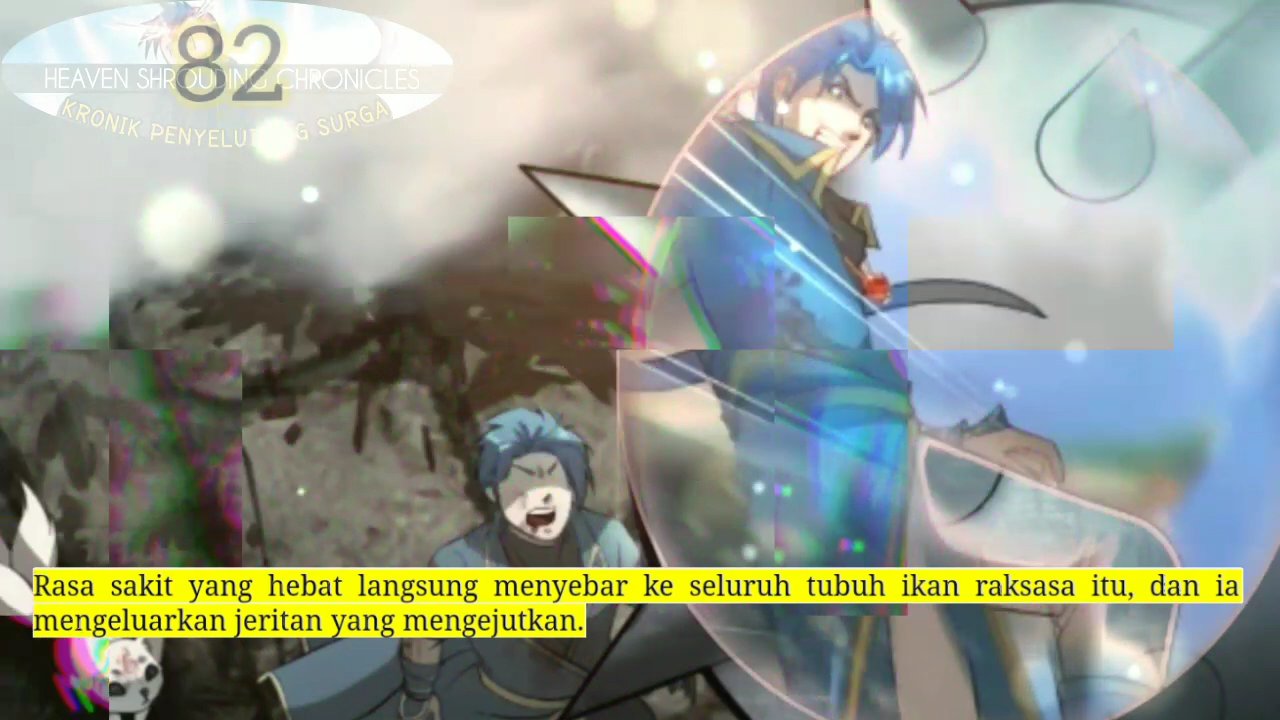 82
HEAVEN SHROUDING CHRONICLES
KRONIK PENYELUBUNG SURGA
Rasa sakit yang hebat langsung menyebar ke seluruh tubuh ikan raksasa itu, dan ia
mengeluarkan jeritan yang mengejutkan.